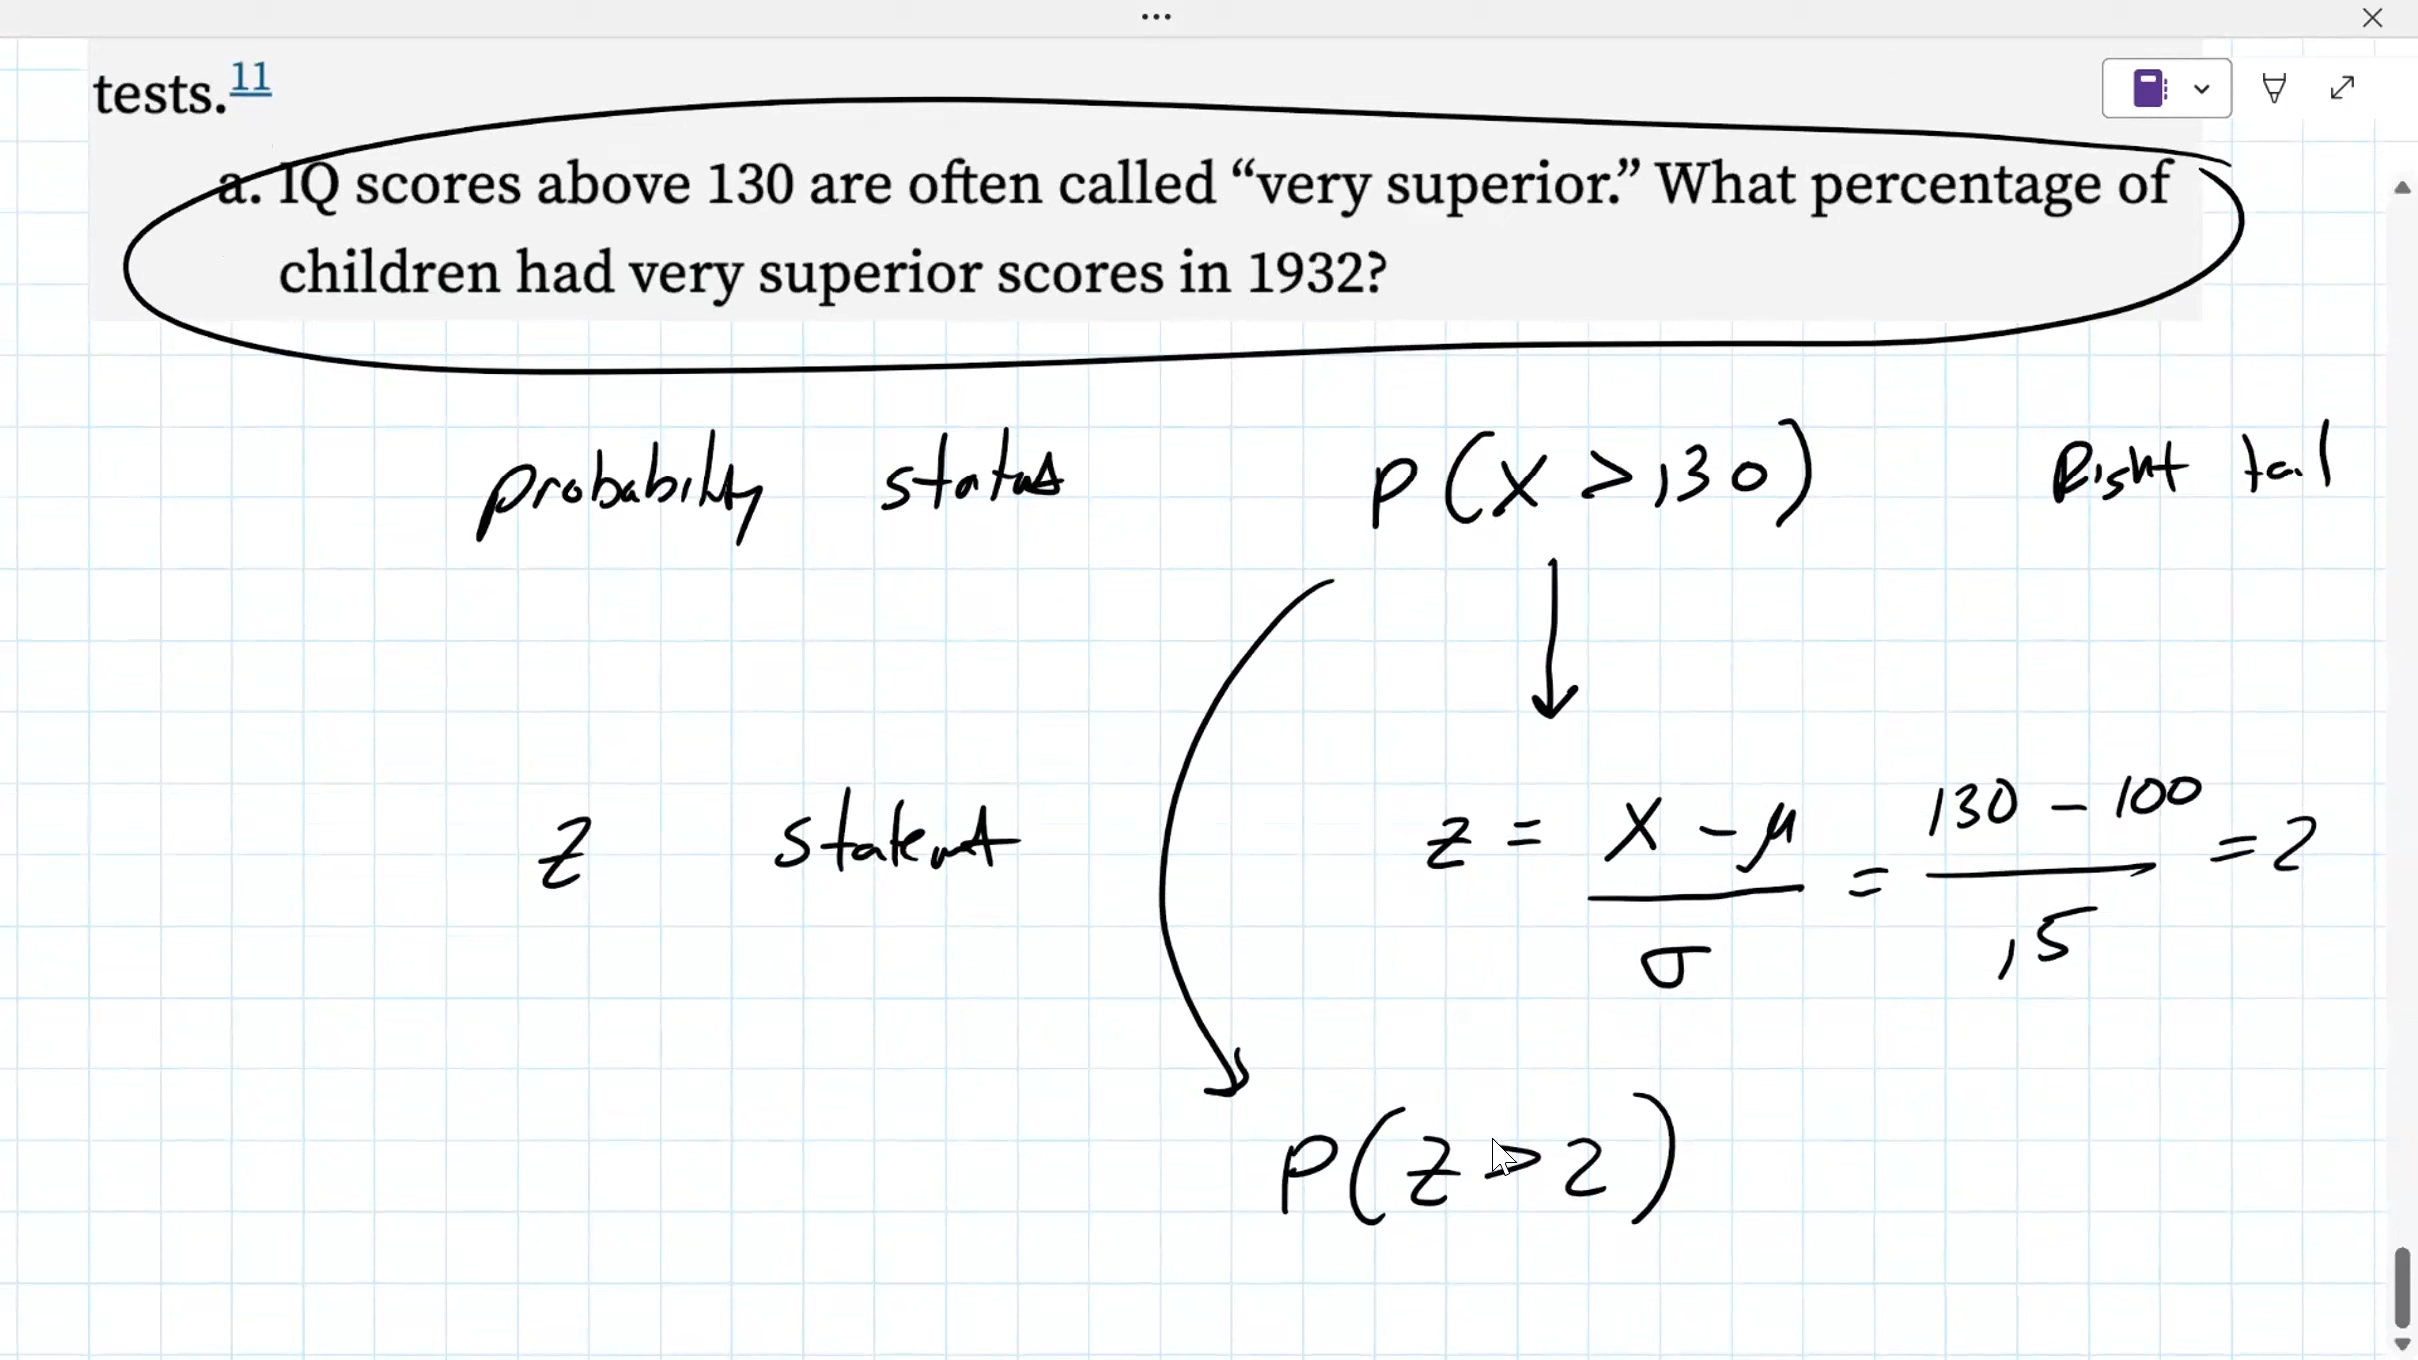 tests.11
a. IQ scores above 130 are often called “very superior.” What percentage of
children had very superior scores in 1932?
probability P(X > 130) Right tail
Z statement z = X - μ / σ = 130 - 100 / 15 = 2
P(Z > 2)